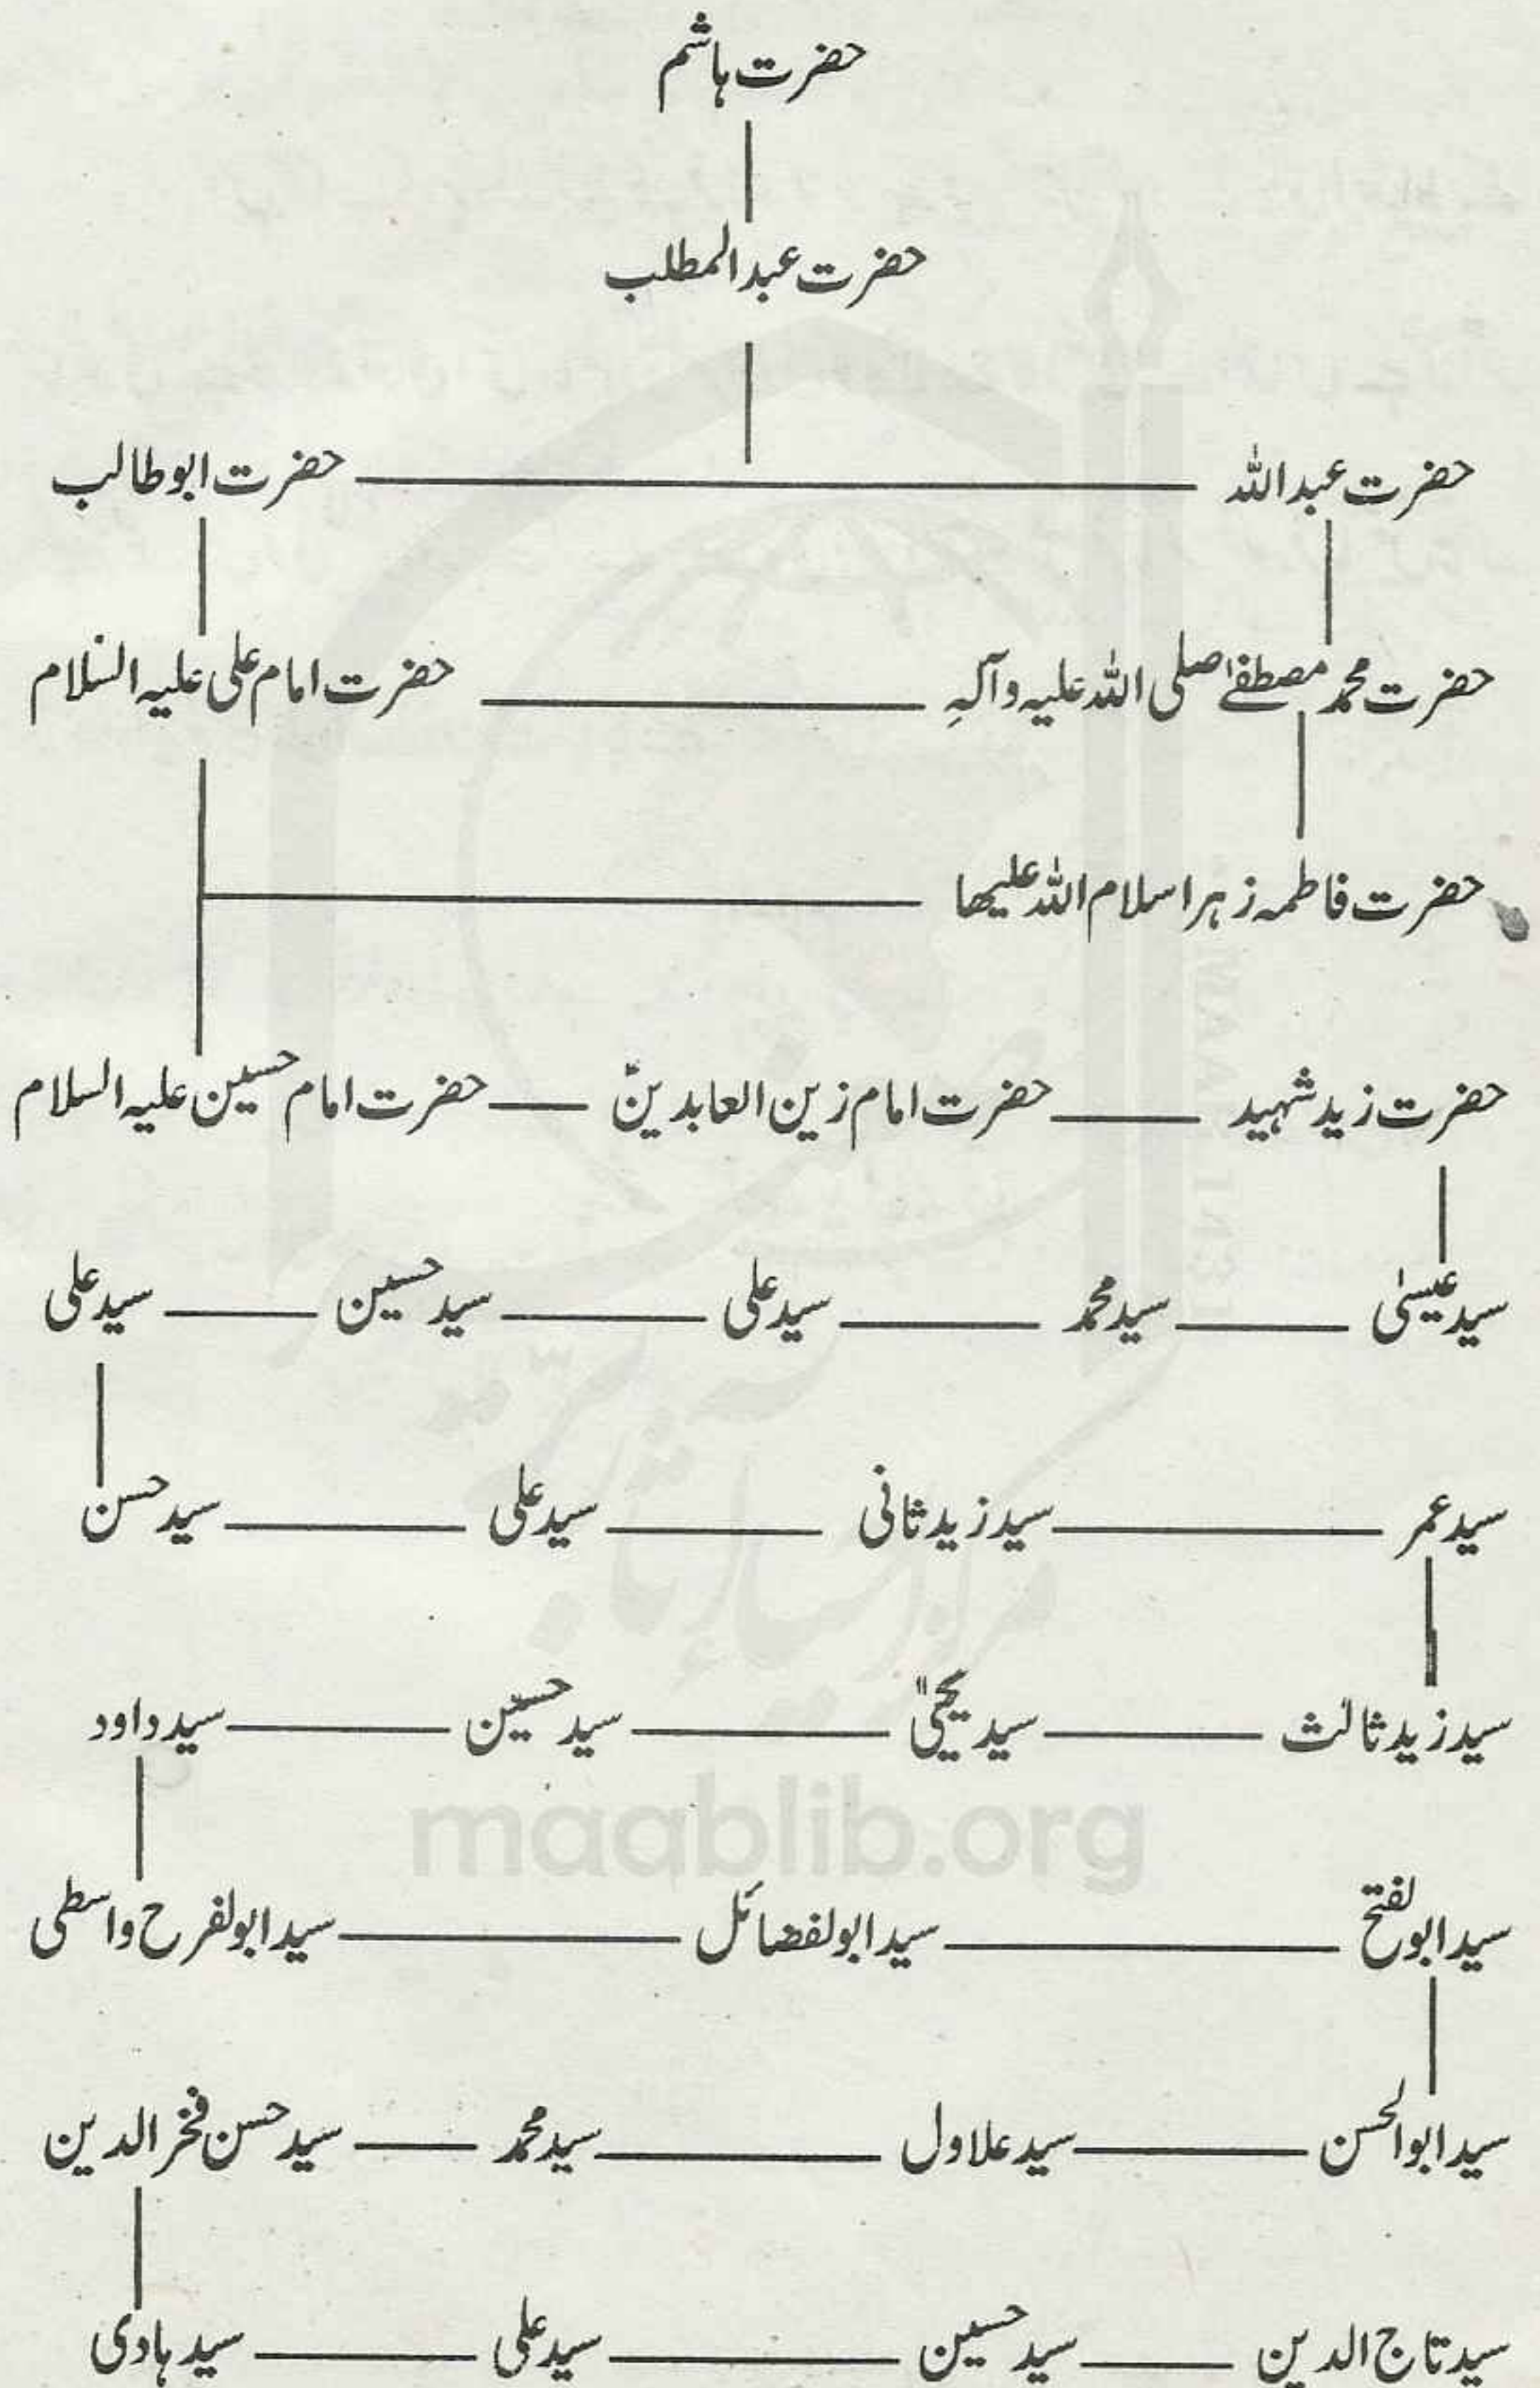 حضرت ہاشم
حضرت عبدالمطلب
حضرت عبداللہ حضرت ابوطالب
حضرت محمد مصطفےٰ صلی اللہ علیہ وآلہِ حضرت امام علی علیہ السلام
حضرت فاطمہ زہرا سلام اللہ علیھا
حضرت زید شہید حضرت امام زین العابدینؑ حضرت امام حسین علیہ السلام
سید عیسیٰ سید محمد سید علی سید حسین سید علی
سید عمر سید زید ثانی سید علی سید حسن
سید زید ثالث سید یحییٰ سید حسین سید داود
سید ابولفتح سید ابولفضائل سید ابولفرح واسطی
سید ابوالحسن سید علاول سید محمد سید حسن فخر الدین
سید تاج الدین سید حسین سید علی سید ہادی
maablib.org